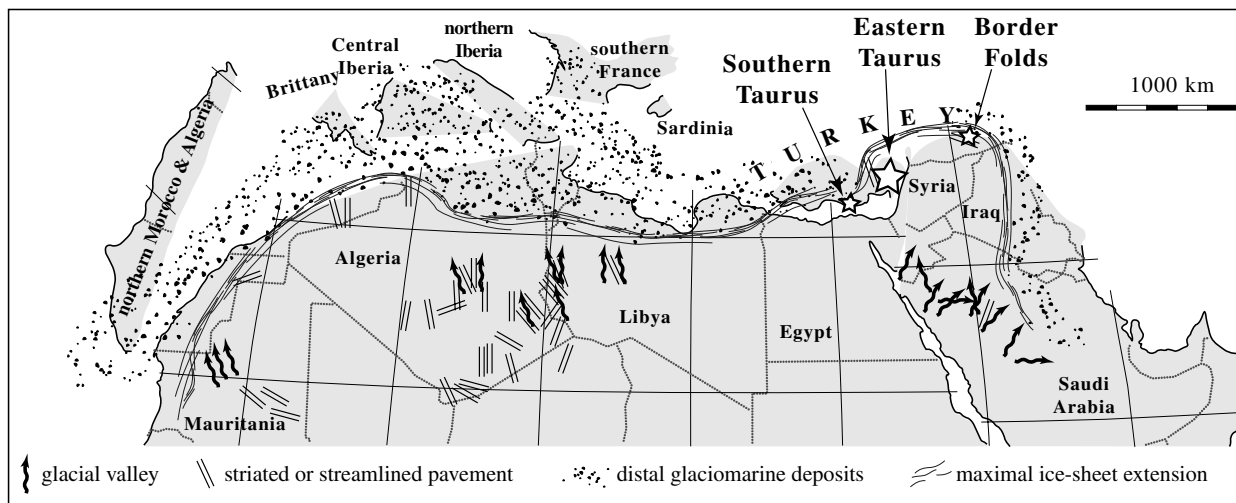 northern
Iberia
Central
Iberia
Brittany
southern
France
Sardinia
Eastern
Taurus
Border
Folds
Southern
Taurus
1000 km
TURKEY
northern Morocco & Algeria
Syria
Iraq
Algeria
Libya
Egypt
Saudi
Arabia
Mauritania
glacial valley
striated or streamlined pavement
distal glaciomarine deposits
maximal ice-sheet extension